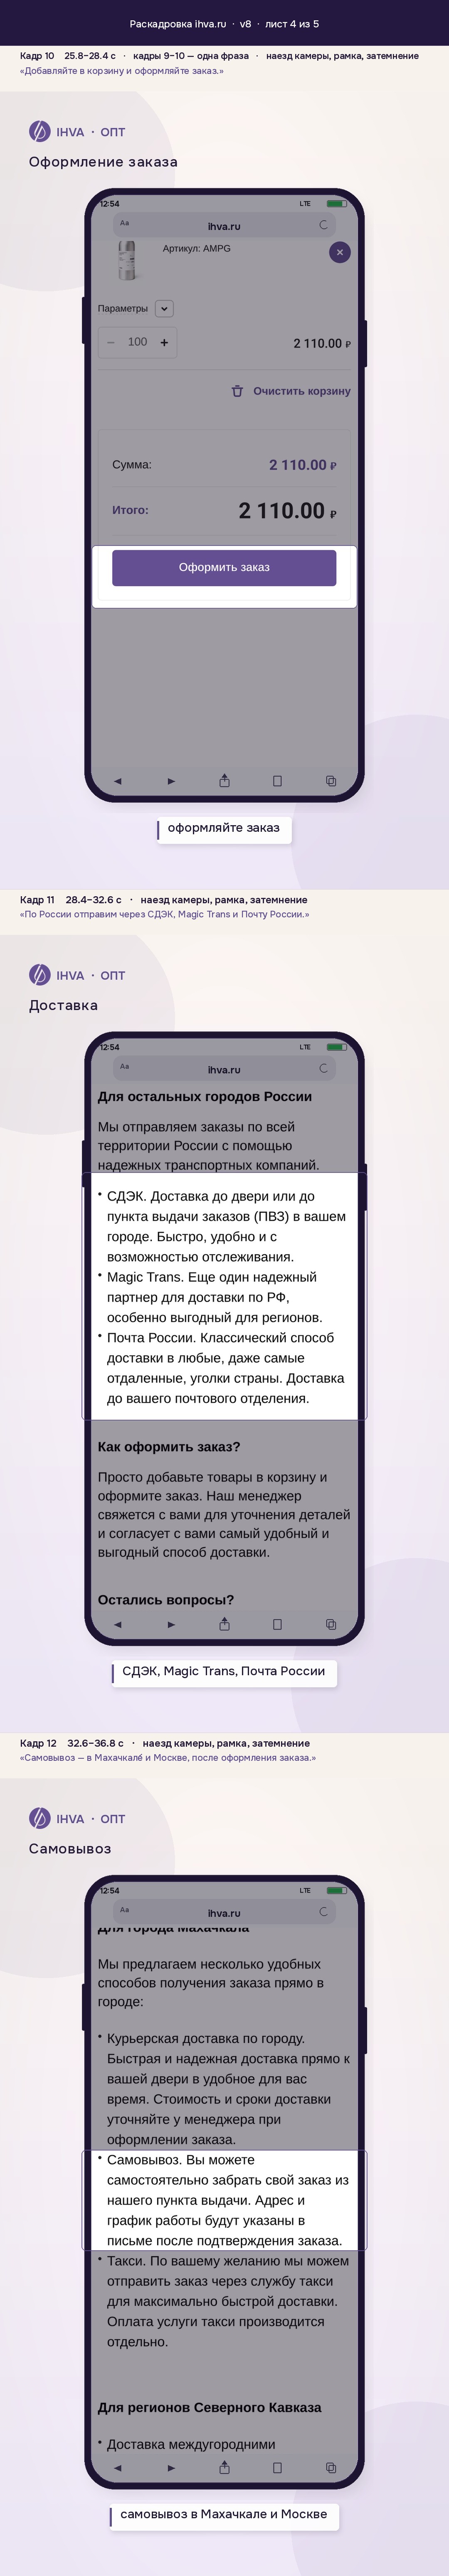 Раскадровка ihva.ru · v8 · лист 4 из 5
Кадр 10 25.8–28.4 с · кадры 9–10 — одна фраза · наезд камеры, рамка, затемнение
«Добавляйте в корзину и оформляйте заказ.»
IHVA · ОПТ
Оформление заказа
12:54 LTE
Аа ihva.ru
Артикул: AMPG
Параметры
− 100 + 2 110.00 ₽
Очистить корзину
Сумма: 2 110.00 ₽
Итого: 2 110.00 ₽
Оформить заказ
оформляйте заказ
Кадр 11 28.4–32.6 с · наезд камеры, рамка, затемнение
«По России отправим через СДЭК, Magic Trans и Почту России.»
IHVA · ОПТ
Доставка
12:54 LTE
Аа ihva.ru
Для остальных городов России
Мы отправляем заказы по всей
территории России с помощью
надежных транспортных компаний.
• СДЭК. Доставка до двери или до
пункта выдачи заказов (ПВЗ) в вашем
городе. Быстро, удобно и с
возможностью отслеживания.
• Magic Trans. Еще один надежный
партнер для доставки по РФ,
особенно выгодный для регионов.
• Почта России. Классический способ
доставки в любые, даже самые
отдаленные, уголки страны. Доставка
до вашего почтового отделения.
Как оформить заказ?
Просто добавьте товары в корзину и
оформите заказ. Наш менеджер
свяжется с вами для уточнения деталей
и согласует с вами самый удобный и
выгодный способ доставки.
Остались вопросы?
СДЭК, Magic Trans, Почта России
Кадр 12 32.6–36.8 с · наезд камеры, рамка, затемнение
«Самовывоз — в Махачкале́ и Москве, после оформления заказа.»
IHVA · ОПТ
Самовывоз
12:54 LTE
Аа ihva.ru
Для города Махачкала
Мы предлагаем несколько удобных
способов получения заказа прямо в
городе:
• Курьерская доставка по городу.
Быстрая и надежная доставка прямо к
вашей двери в удобное для вас
время. Стоимость и сроки доставки
уточняйте у менеджера при
оформлении заказа.
• Самовывоз. Вы можете
самостоятельно забрать свой заказ из
нашего пункта выдачи. Адрес и
график работы будут указаны в
письме после подтверждения заказа.
• Такси. По вашему желанию мы можем
отправить заказ через службу такси
для максимально быстрой доставки.
Оплата услуги такси производится
отдельно.
Для регионов Северного Кавказа
• Доставка междугородними
самовывоз в Махачкале и Москве